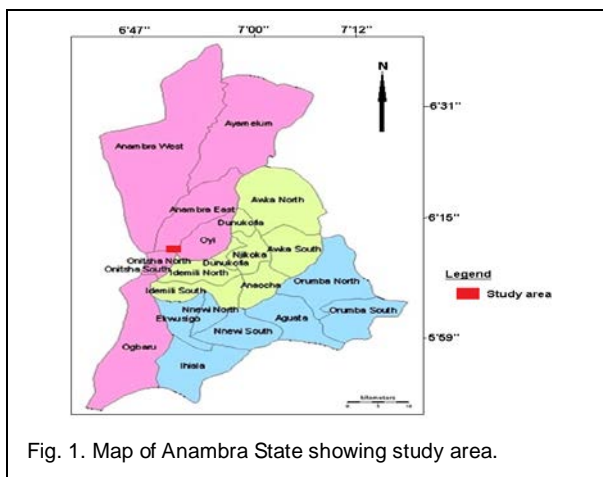 6'47" 7'00" 7'12"
N
6'31"
Ayamelum
Anambra West
Awka North
6'15"
Anambra East
Dunukofia
Oyi
Onitsha North
Njikoka
Awka South
Onitsha South
Dunukofia
Idemili North
Orumba North
Legend
Study area
Idemili South
Anaocha
Nnewi North
Ekwusigo
Aguata
Orumba South
Nnewi South
5'59"
Ogbaru
Ihiala
kilometers
Fig. 1. Map of Anambra State showing study area.